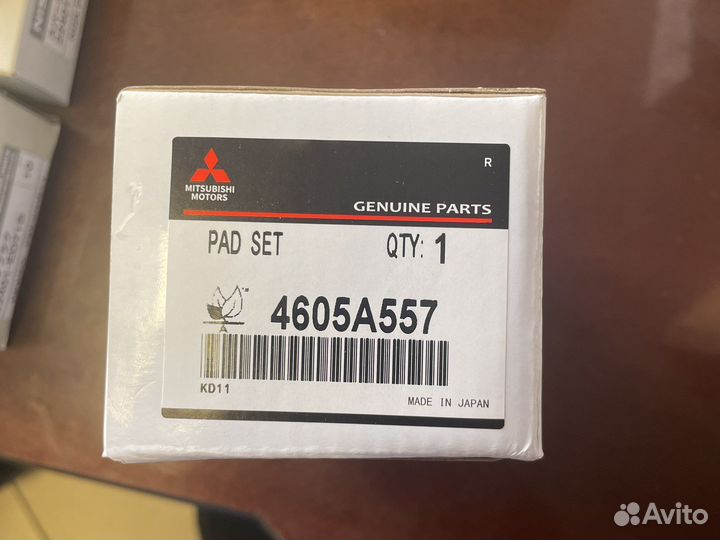 R
MITSUBISHI
MOTORS
GENUINE PARTS
PAD SET QTY: 1
4605A557
KD11
MADE IN JAPAN
Avito